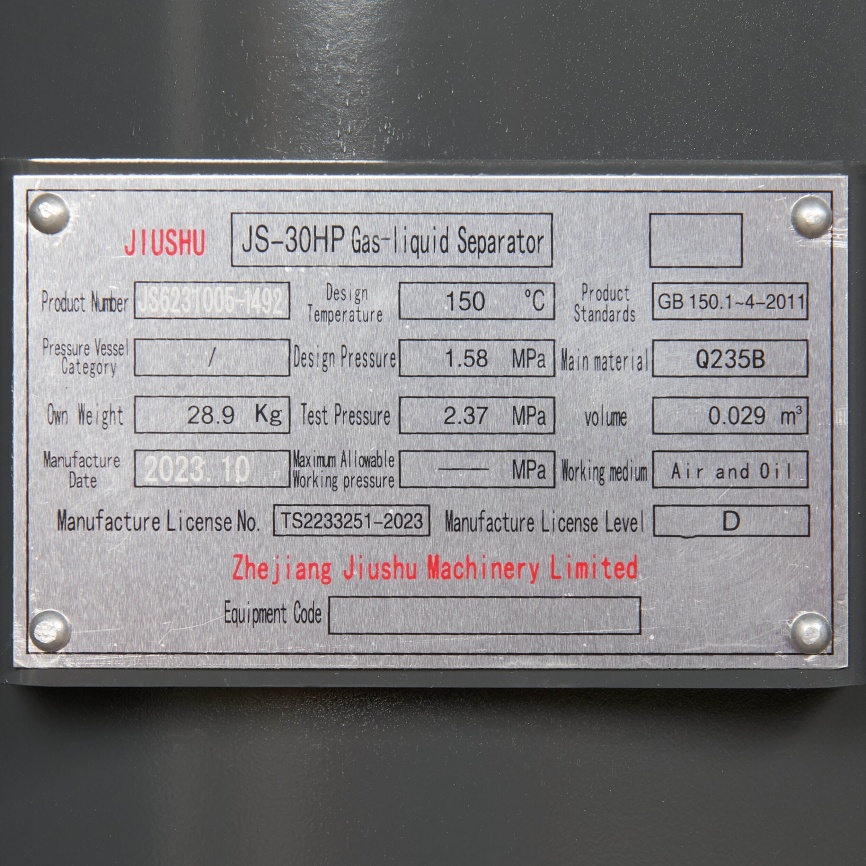 JIUSHU JS-30HP Gas-liquid Separator
Product Number JS6231005-1492 Design Temperature 150 °C Product Standards GB 150.1~4-2011
Pressure Vessel Category / Design Pressure 1.58 MPa Main material Q235B
Own Weight 28.9 Kg Test Pressure 2.37 MPa volume 0.029 m³
Manufacture Date 2023.10 Maximum Allowable Working pressure —— MPa Working medium Air and Oil
Manufacture License No. TS2233251-2023 Manufacture License Level D
Zhejiang Jiushu Machinery Limited
Equipment Code